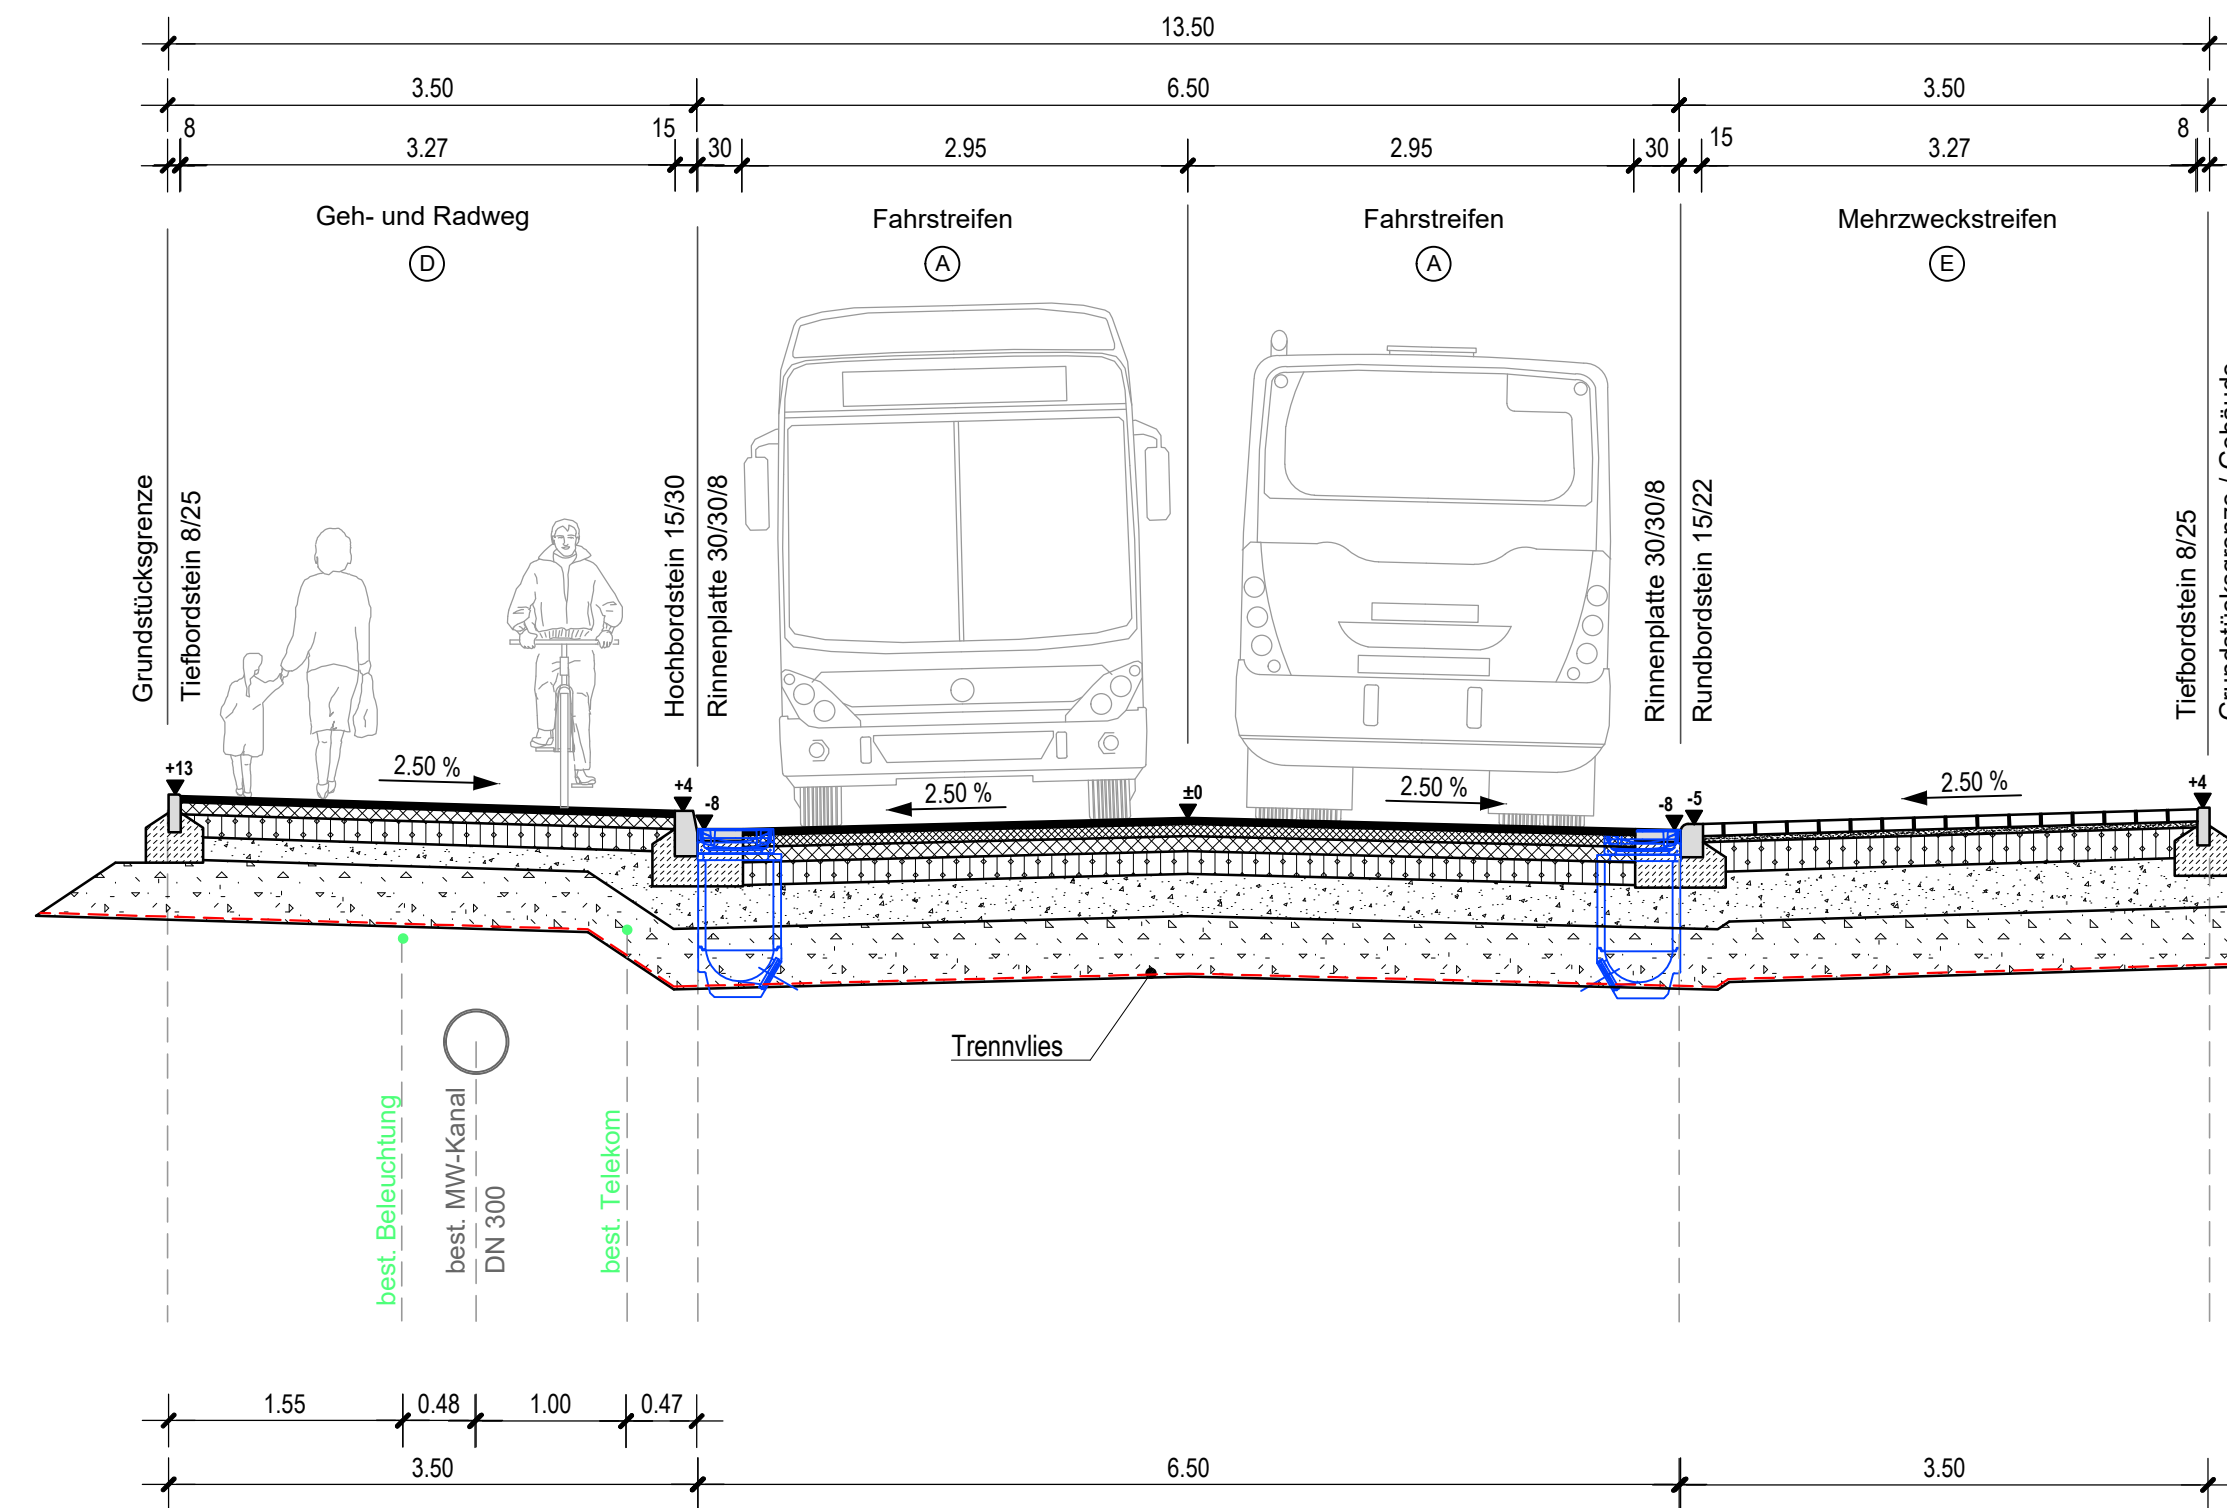 13.50
3.50
6.50
3.50
8
3.27
15
30
2.95
2.95
30
15
3.27
8
Geh- und Radweg
Fahrstreifen
Fahrstreifen
Mehrzweckstreifen
D
A
A
E
Grundstücksgrenze
Tiefbordstein 8/25
Hochbordstein 15/30
Rinnenplatte 30/30/8
Rinnenplatte 30/30/8
Rundbordstein 15/22
Tiefbordstein 8/25
Grundstücksgrenze / Gebäude
+13
2.50 %
+4
-8
2.50 %
±0
2.50 %
-8
-5
2.50 %
+4
Trennvlies
best. Beleuchtung
best. MW-Kanal
DN 300
best. Telekom
1.55
0.48
1.00
0.47
3.50
6.50
3.50